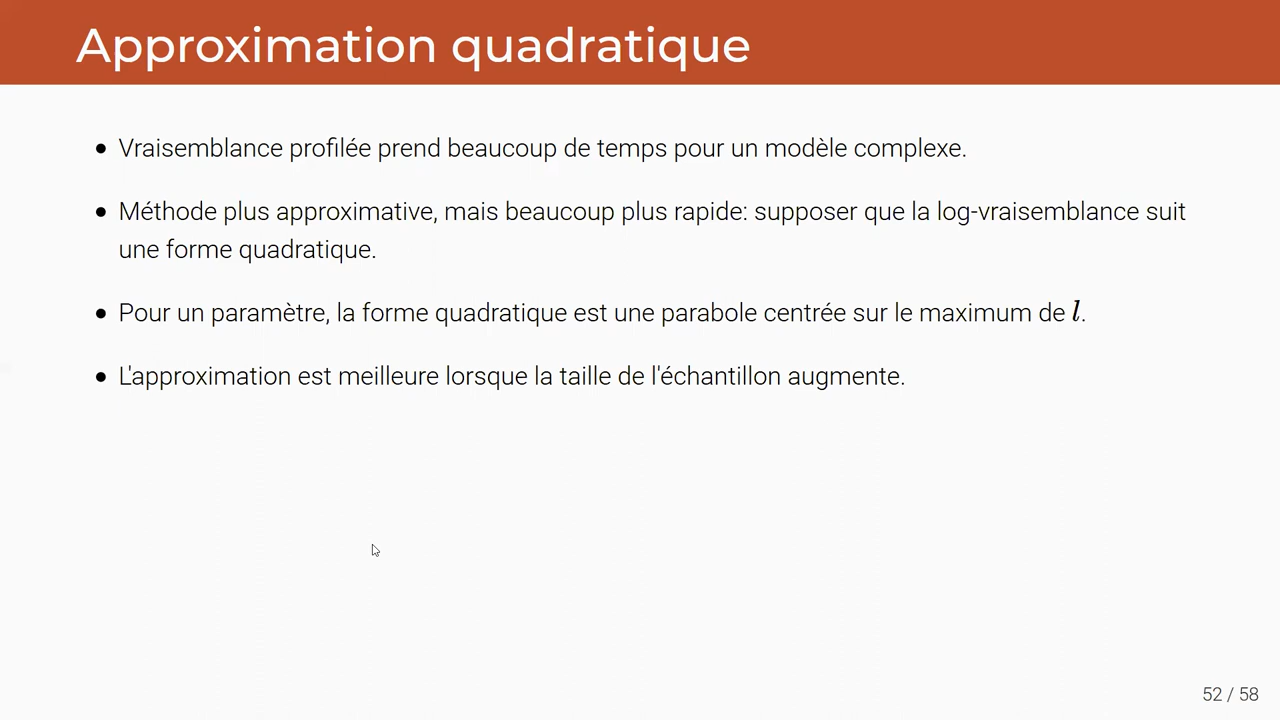 Approximation quadratique
• Vraisemblance profilée prend beaucoup de temps pour un modèle complexe.
• Méthode plus approximative, mais beaucoup plus rapide: supposer que la log-vraisemblance suit
une forme quadratique.
• Pour un paramètre, la forme quadratique est une parabole centrée sur le maximum de l.
• L'approximation est meilleure lorsque la taille de l'échantillon augmente.
52 / 58